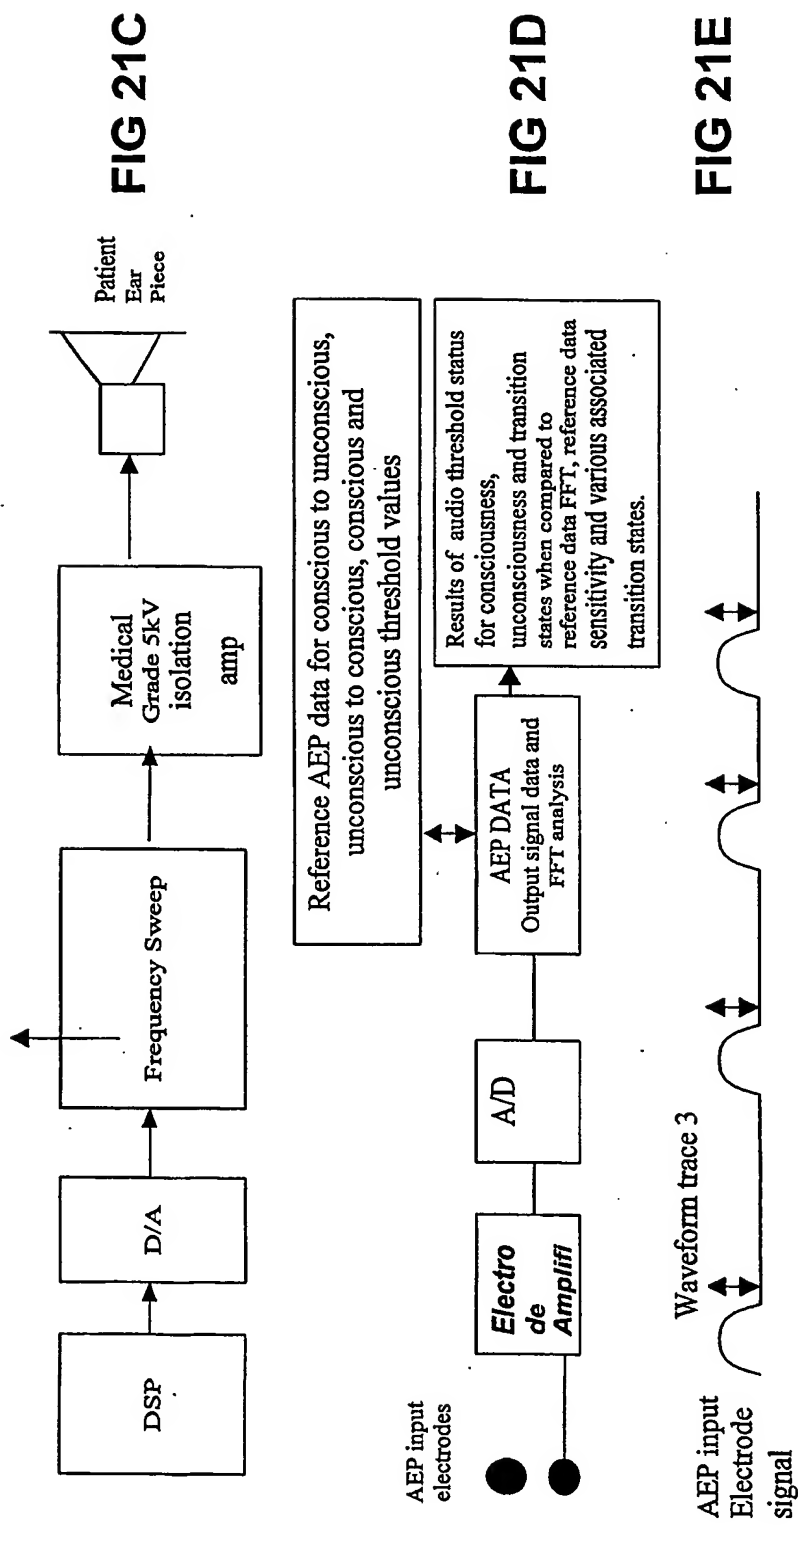 FIG 21C
DSP
D/A
Frequency Sweep
Medical
Grade 5kV
isolation
amp
Patient
Ear
Piece
FIG 21D
Reference AEP data for conscious to unconscious,
unconscious to conscious, conscious and
unconscious threshold values
AEP input
electrodes
Electro
de
Amplifi
A/D
AEP DATA
Output signal data and
FFT analysis
Results of audio threshold status
for consciousness,
unconsciousness and transition
states when compared to
reference data FFT, reference data
sensitivity and various associated
transition states.
FIG 21E
Waveform trace 3
AEP input
Electrode
signal